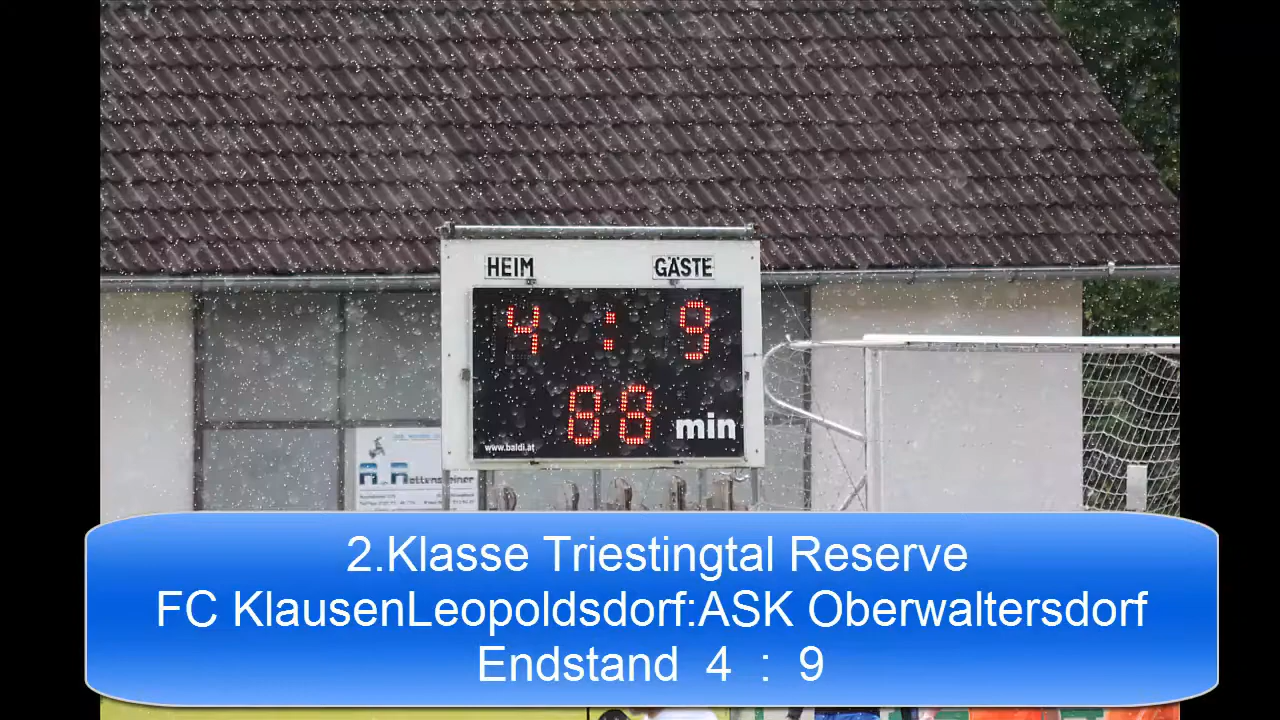 HEIM GÄSTE
4 : 9
88 min
www.baldi.at
2.Klasse Triestingtal Reserve
FC KlausenLeopoldsdorf:ASK Oberwaltersdorf
Endstand 4 : 9